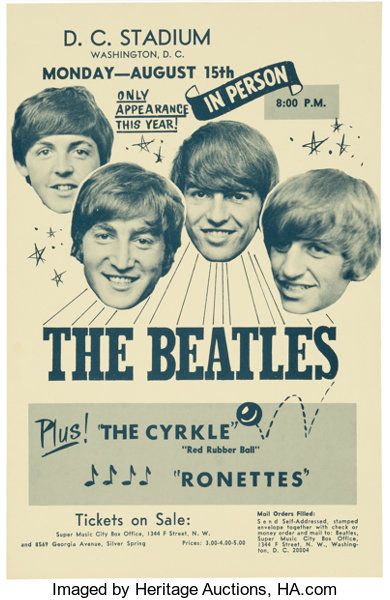 D. C. STADIUM
WASHINGTON, D. C.
MONDAY—AUGUST 15th
ONLY
APPEARANCE
THIS YEAR!
IN PERSON
8:00 P.M.
THE BEATLES
Plus! "THE CYRKLE"
"Red Rubber Ball"
"RONETTES"
Tickets on Sale:
Super Music City Box Office, 1344 F Street, N. W.
and 8569 Georgia Avenue, Silver Spring Prices: 3.00-4.00-5.00
Mail Orders Filled:
Send Self-Addressed, stamped
envelope together with check or
money order and mail to: Beatles,
Super Music City Box Office,
1344 F Street, N. W., Washing-
ton, D. C. 20004
Imaged by Heritage Auctions, HA.com